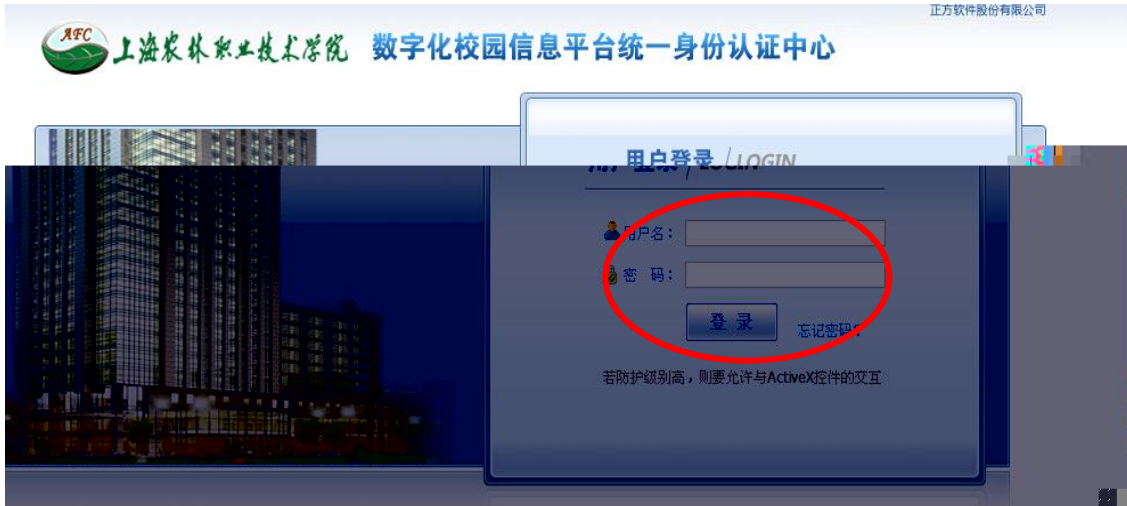 正方软件股份有限公司
AFC
上海农林职业技术学院 数字化校园信息平台统一身份认证中心
用户登录 LOGIN
用户名：
密 码：
登 录
忘记密码?
若防护级别高，则要允许与ActiveX控件的交互